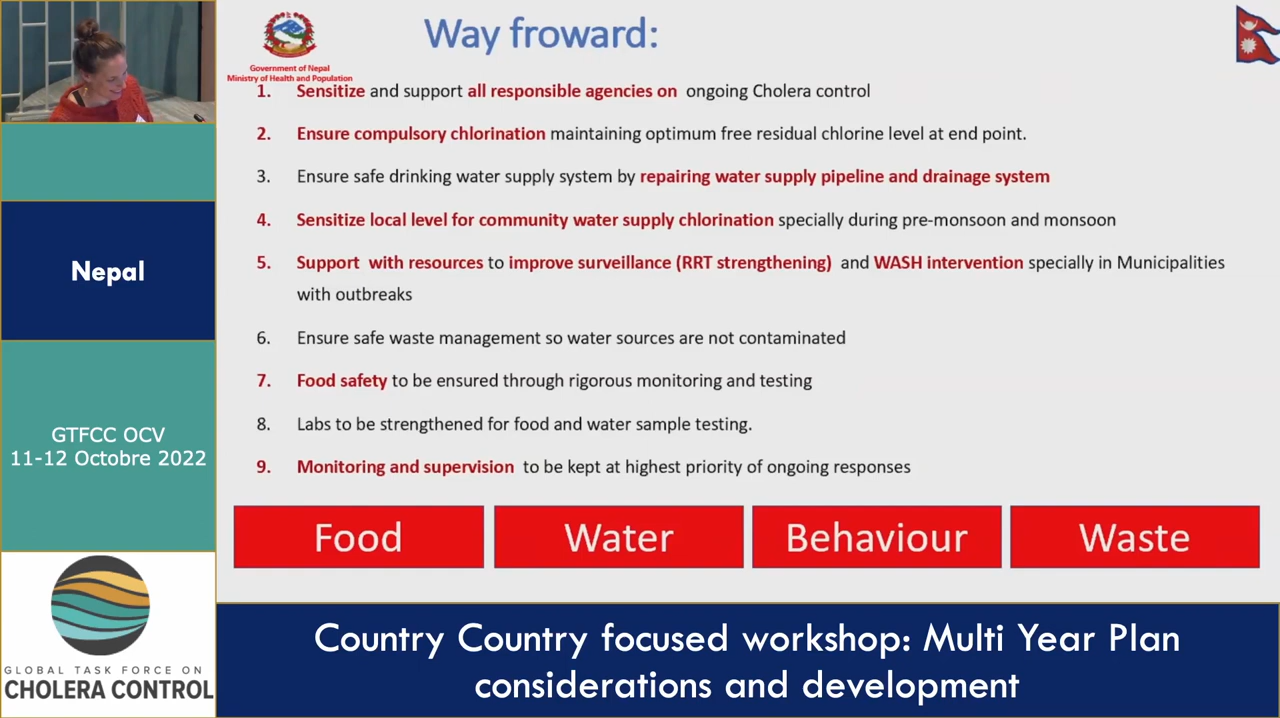 Way froward:
Government of Nepal
Ministry of Health and Population
1. Sensitize and support all responsible agencies on ongoing Cholera control
2. Ensure compulsory chlorination maintaining optimum free residual chlorine level at end point.
3. Ensure safe drinking water supply system by repairing water supply pipeline and drainage system
4. Sensitize local level for community water supply chlorination specially during pre-monsoon and monsoon
5. Support with resources to improve surveillance (RRT strengthening) and WASH intervention specially in Municipalities
with outbreaks
6. Ensure safe waste management so water sources are not contaminated
7. Food safety to be ensured through rigorous monitoring and testing
8. Labs to be strengthened for food and water sample testing.
9. Monitoring and supervision to be kept at highest priority of ongoing responses
Food
Water
Behaviour
Waste
Nepal
GTFCC OCV
11-12 Octobre 2022
GLOBAL TASK FORCE ON
CHOLERA CONTROL
Country Country focused workshop: Multi Year Plan
considerations and development